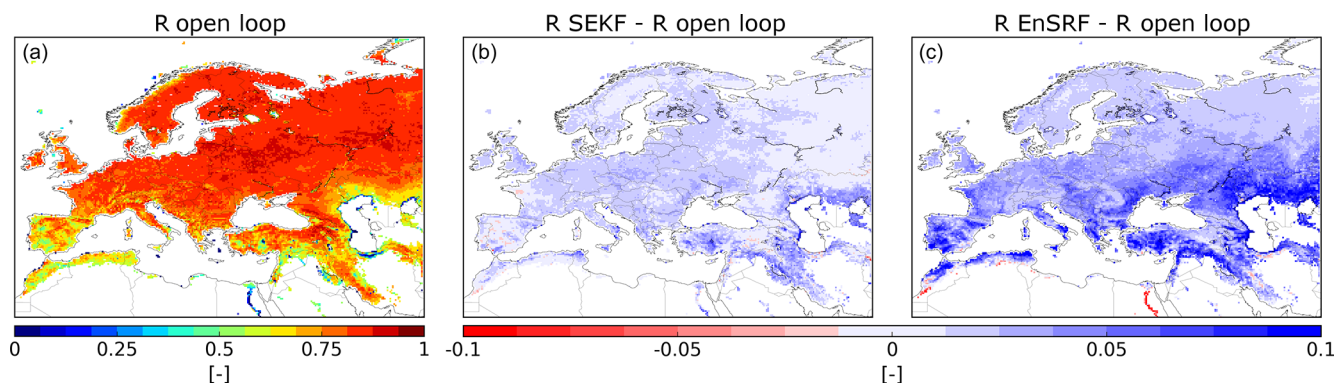 R open loop
R SEKF - R open loop
R EnSRF - R open loop
(a)
(b)
(c)
0 0.25 0.5 0.75 1
-0.1 -0.05 0 0.05 0.1
[-]
[-]